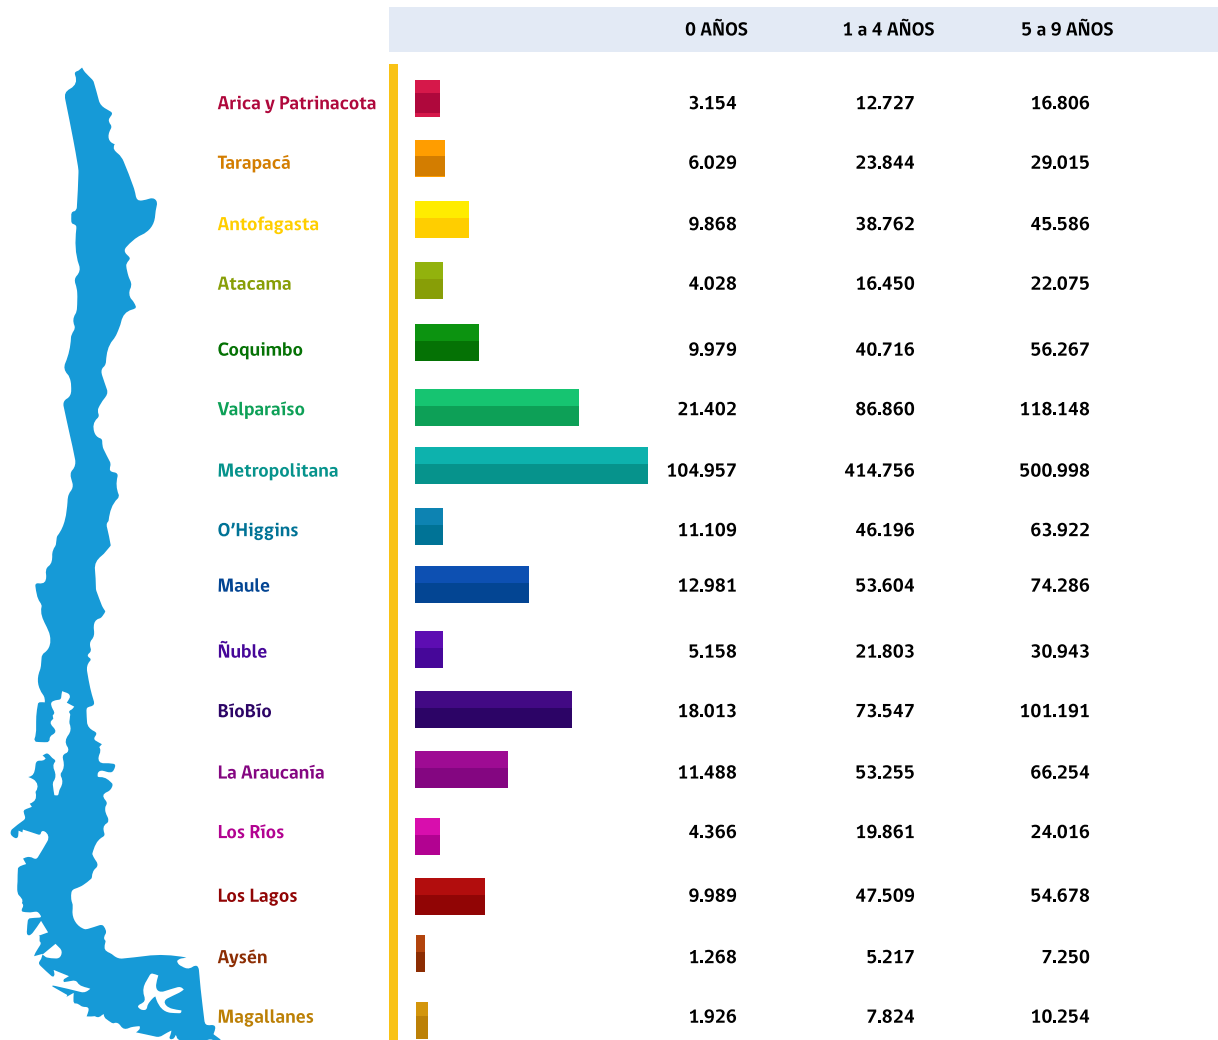 0 AÑOS 1 a 4 AÑOS 5 a 9 AÑOS
Arica y Patrinacota 3.154 12.727 16.806
Tarapacá 6.029 23.844 29.015
Antofagasta 9.868 38.762 45.586
Atacama 4.028 16.450 22.075
Coquimbo 9.979 40.716 56.267
Valparaíso 21.402 86.860 118.148
Metropolitana 104.957 414.756 500.998
O'Higgins 11.109 46.196 63.922
Maule 12.981 53.604 74.286
Ñuble 5.158 21.803 30.943
BíoBío 18.013 73.547 101.191
La Araucanía 11.488 53.255 66.254
Los Ríos 4.366 19.861 24.016
Los Lagos 9.989 47.509 54.678
Aysén 1.268 5.217 7.250
Magallanes 1.926 7.824 10.254